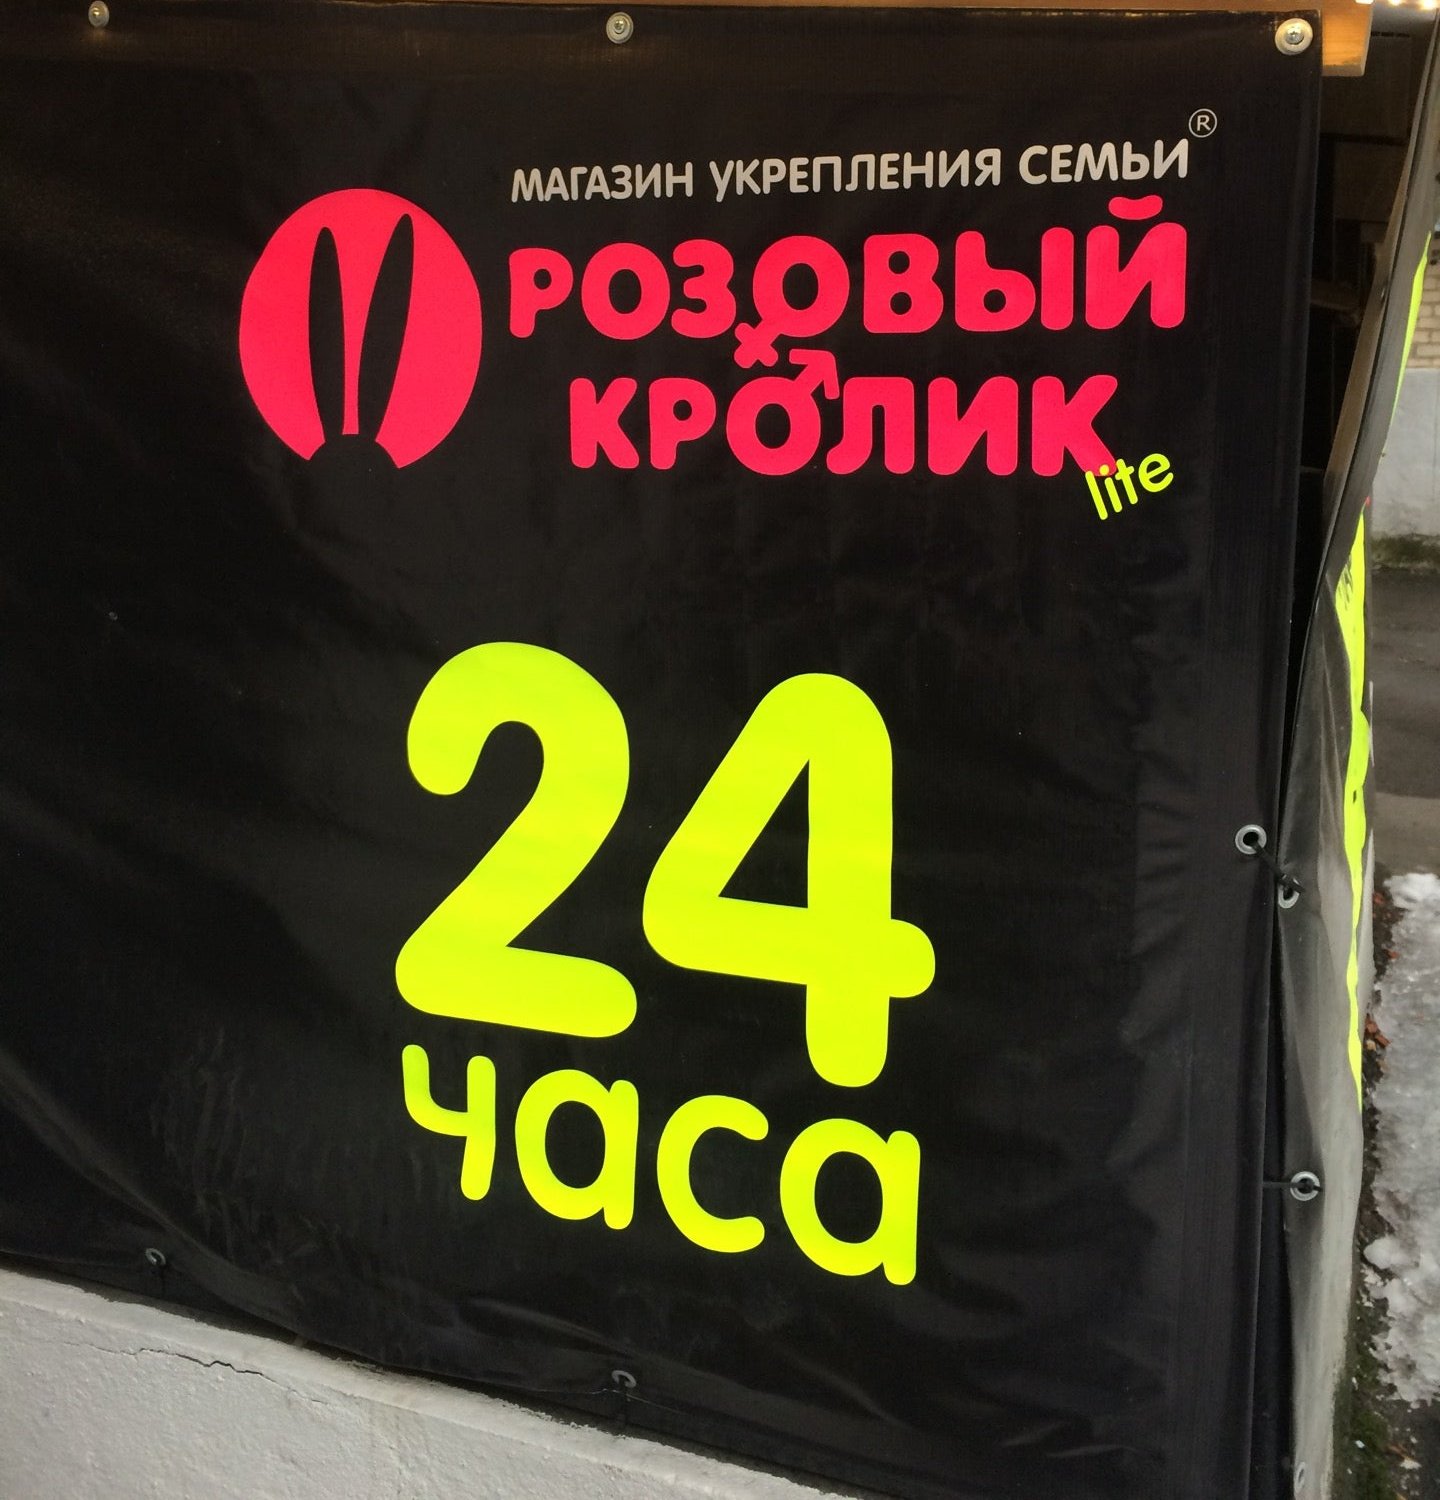 МАГАЗИН УКРЕПЛЕНИЯ СЕМЬИ ®
РОЗОВЫЙ
КРОЛИК
lite
24
часа